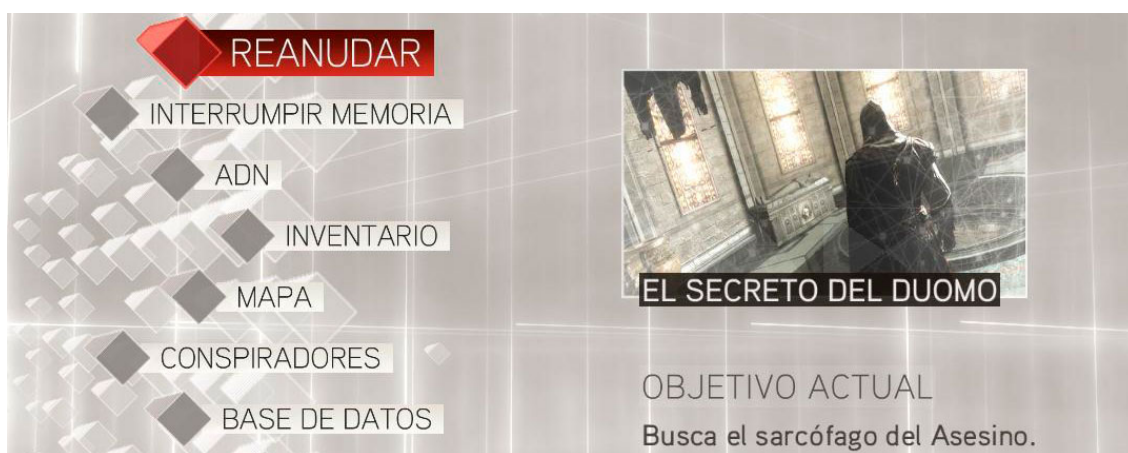 REANUDAR
INTERRUMPIR MEMORIA
ADN
INVENTARIO
MAPA
CONSPIRADORES
BASE DE DATOS
EL SECRETO DEL DUOMO
OBJETIVO ACTUAL
Busca el sarcófago del Asesino.